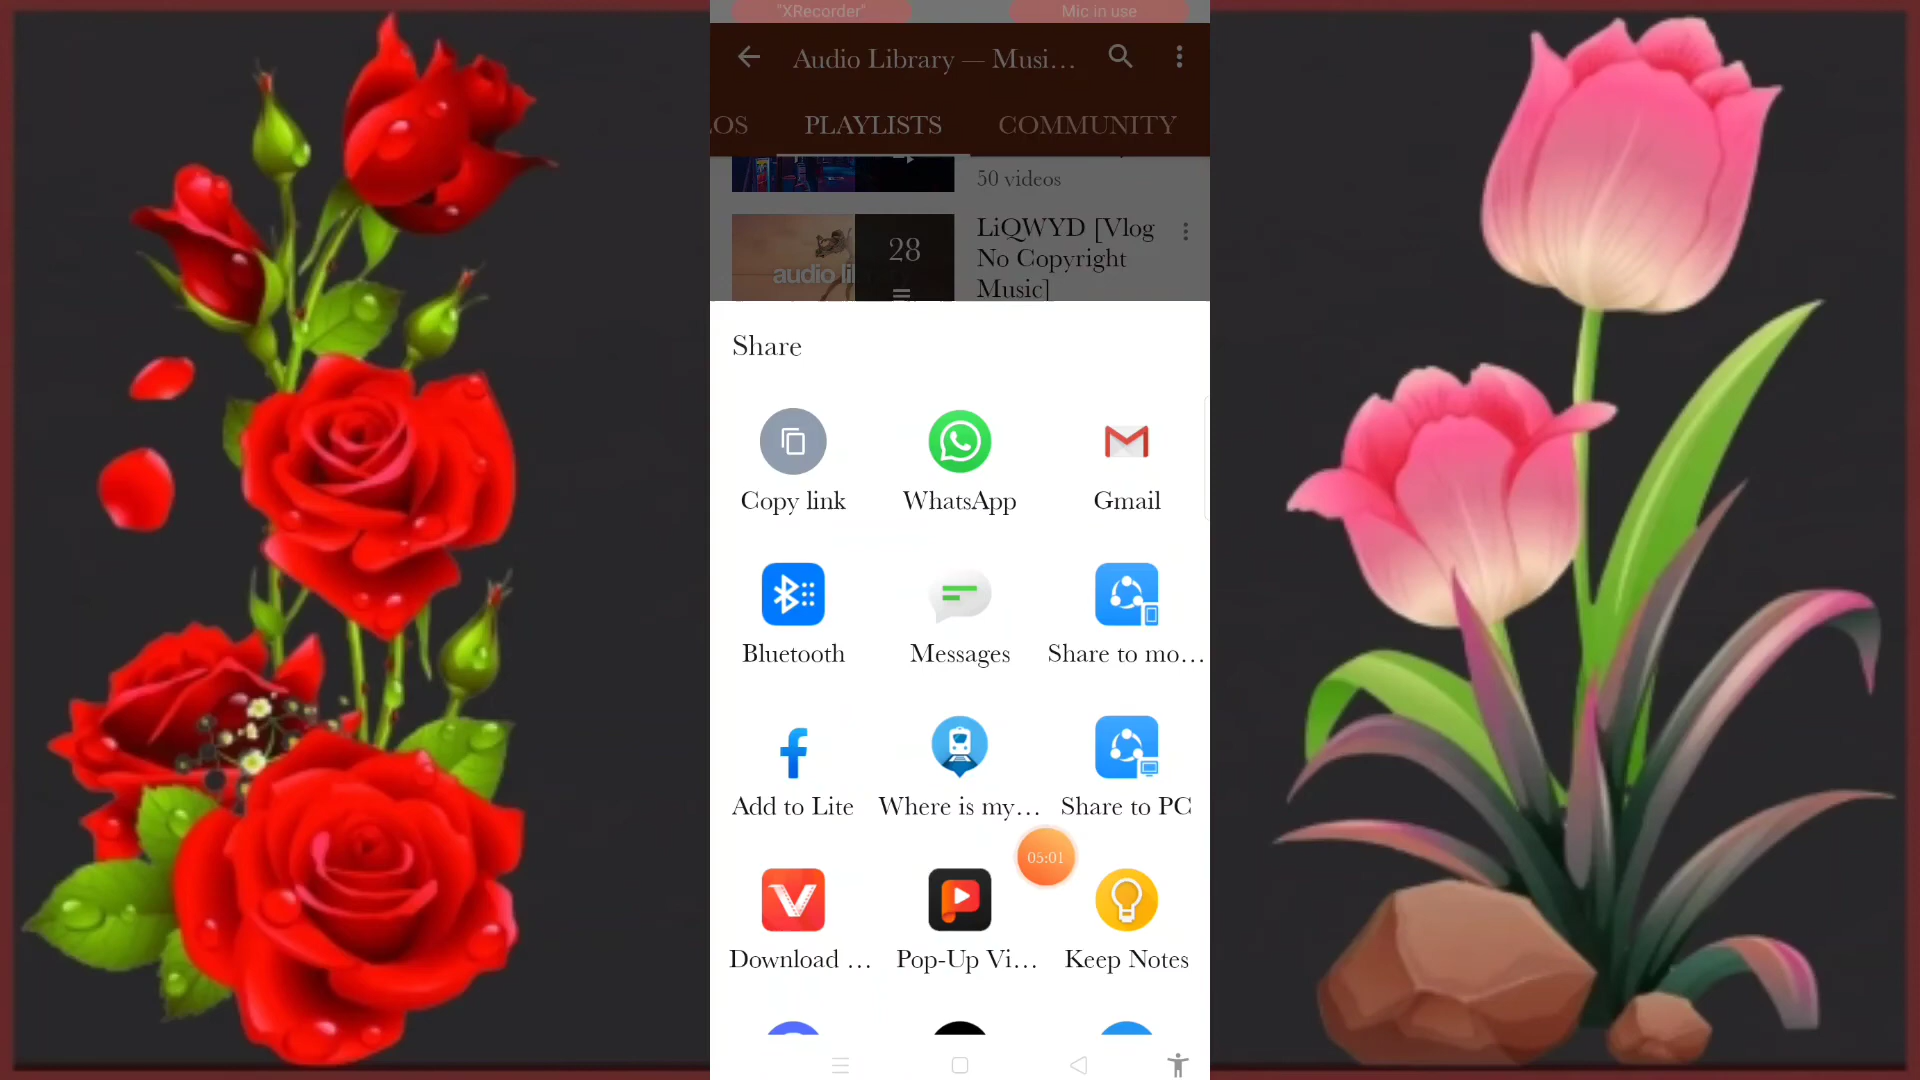 "XRecorder"
Mic in use
Audio Library — Musi...
OS
PLAYLISTS
COMMUNITY
50 videos
28
audio li
LiQWYD [Vlog
No Copyright
Music]
Share
Copy link
WhatsApp
Gmail
Bluetooth
Messages
Share to mo...
Add to Lite
Where is my...
Share to PC
05:01
Download ...
Pop-Up Vi...
Keep Notes